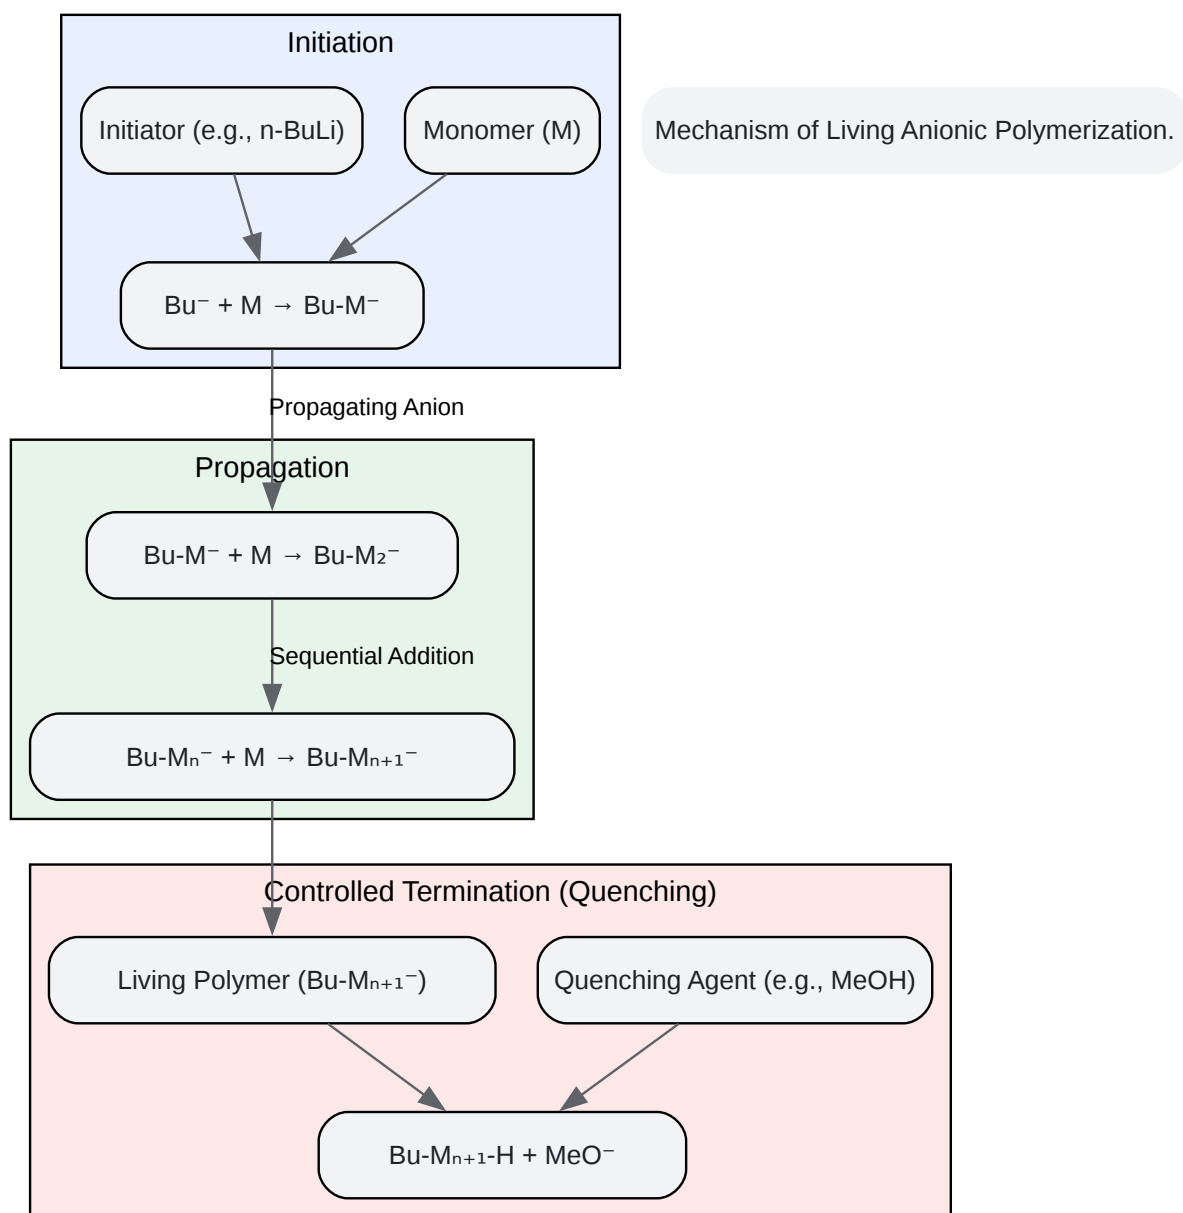 Initiation
Initiator (e.g., n-BuLi)
Monomer (M)
Mechanism of Living Anionic Polymerization.
Bu⁻ + M → Bu-M⁻
Propagating Anion
Propagation
Bu-M⁻ + M → Bu-M₂⁻
Sequential Addition
Bu-Mₙ⁻ + M → Bu-Mₙ₊₁⁻
Controlled Termination (Quenching)
Living Polymer (Bu-Mₙ₊₁⁻)
Quenching Agent (e.g., MeOH)
Bu-Mₙ₊₁-H + MeO⁻